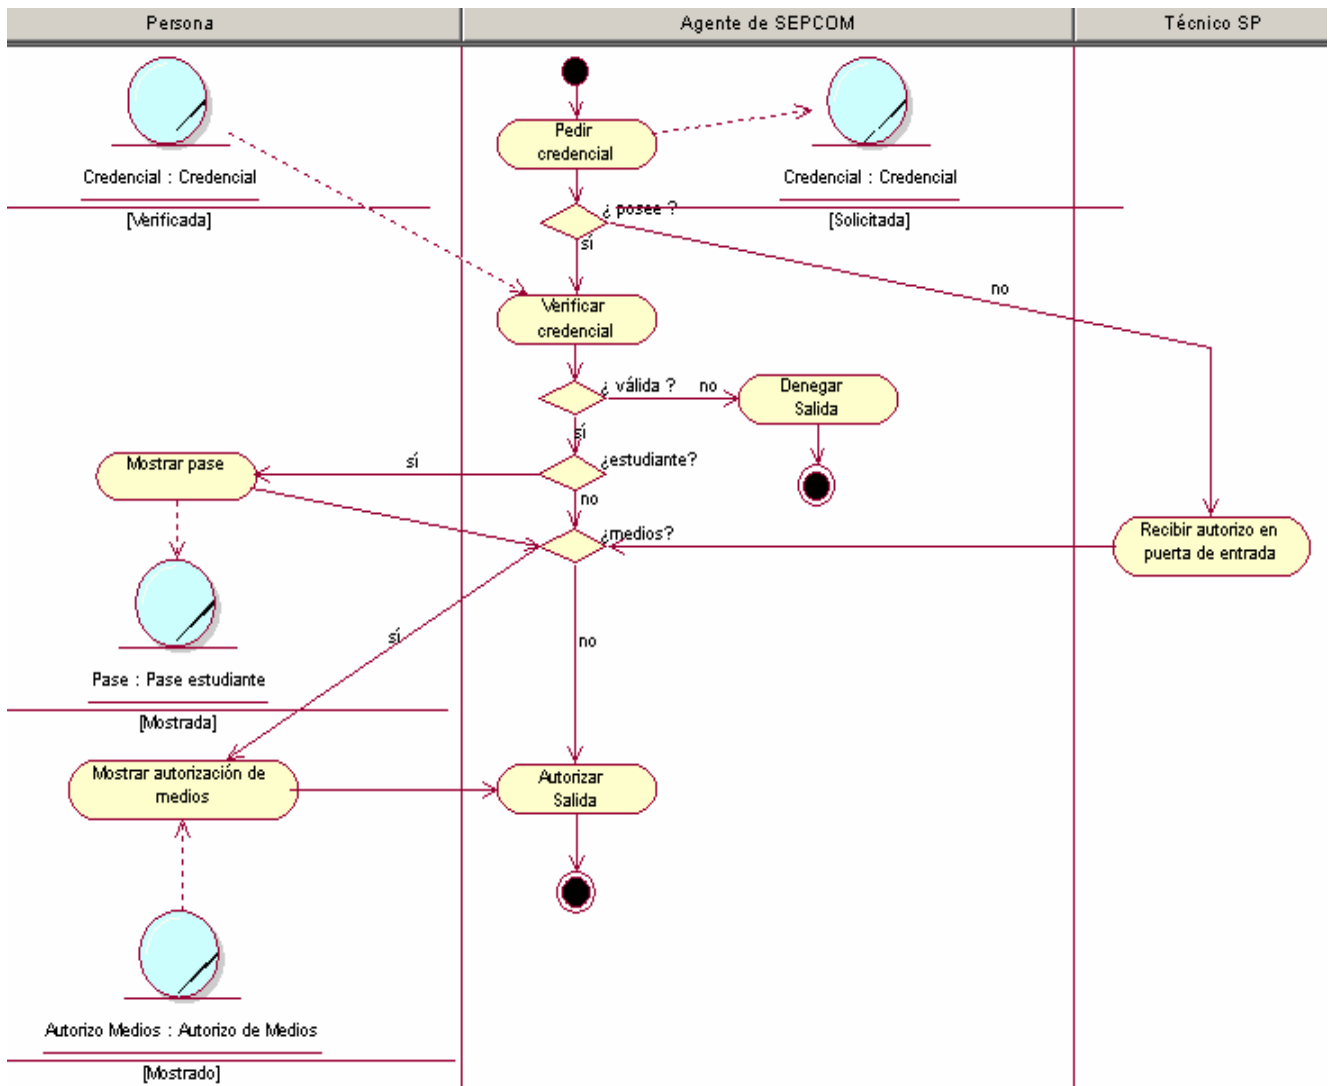 Persona
Agente de SEPCOM
Técnico SP
Pedir
credencial
Credencial : Credencial
[Verificada]
Credencial : Credencial
[Solicitada]
¿ posee ?
sí
no
Verificar
credencial
¿ válida ?
no
Denegar
Salida
sí
Mostrar pase
sí
¿estudiante?
no
¿medios?
Recibir autorizo en
puerta de entrada
sí
no
Pase : Pase estudiante
[Mostrada]
Mostrar autorización de
medios
Autorizar
Salida
Autorizo Medios : Autorizo de Medios
[Mostrado]